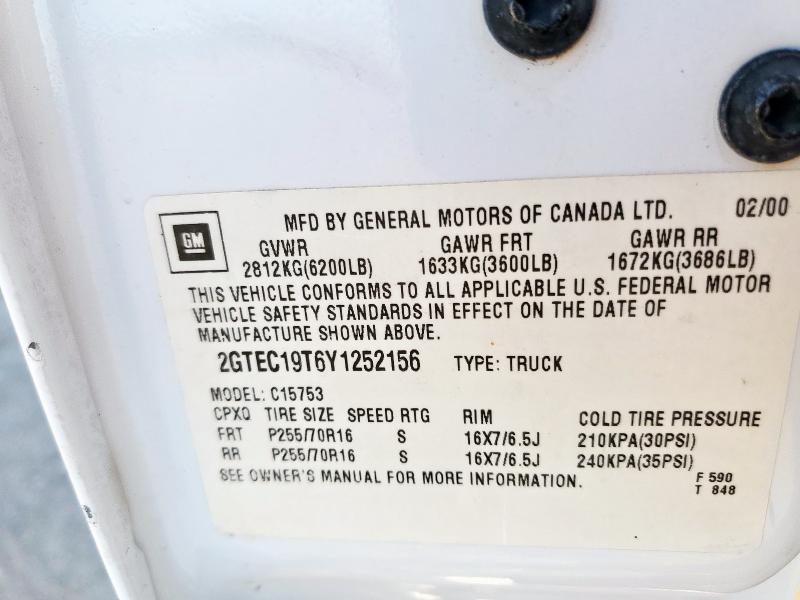 MFD BY GENERAL MOTORS OF CANADA LTD. 02/00
GM
GVWR GAWR FRT GAWR RR
2812KG(6200LB) 1633KG(3600LB) 1672KG(3686LB)
THIS VEHICLE CONFORMS TO ALL APPLICABLE U.S. FEDERAL MOTOR
VEHICLE SAFETY STANDARDS IN EFFECT ON THE DATE OF
MANUFACTURE SHOWN ABOVE.
2GTEC19T6Y1252156 TYPE: TRUCK
MODEL: C15753
CPXQ TIRE SIZE SPEED RTG RIM COLD TIRE PRESSURE
FRT P255/70R16 S 16X7/6.5J 210KPA(30PSI)
RR P255/70R16 S 16X7/6.5J 240KPA(35PSI)
SEE OWNER'S MANUAL FOR MORE INFORMATION. F 590
T 848